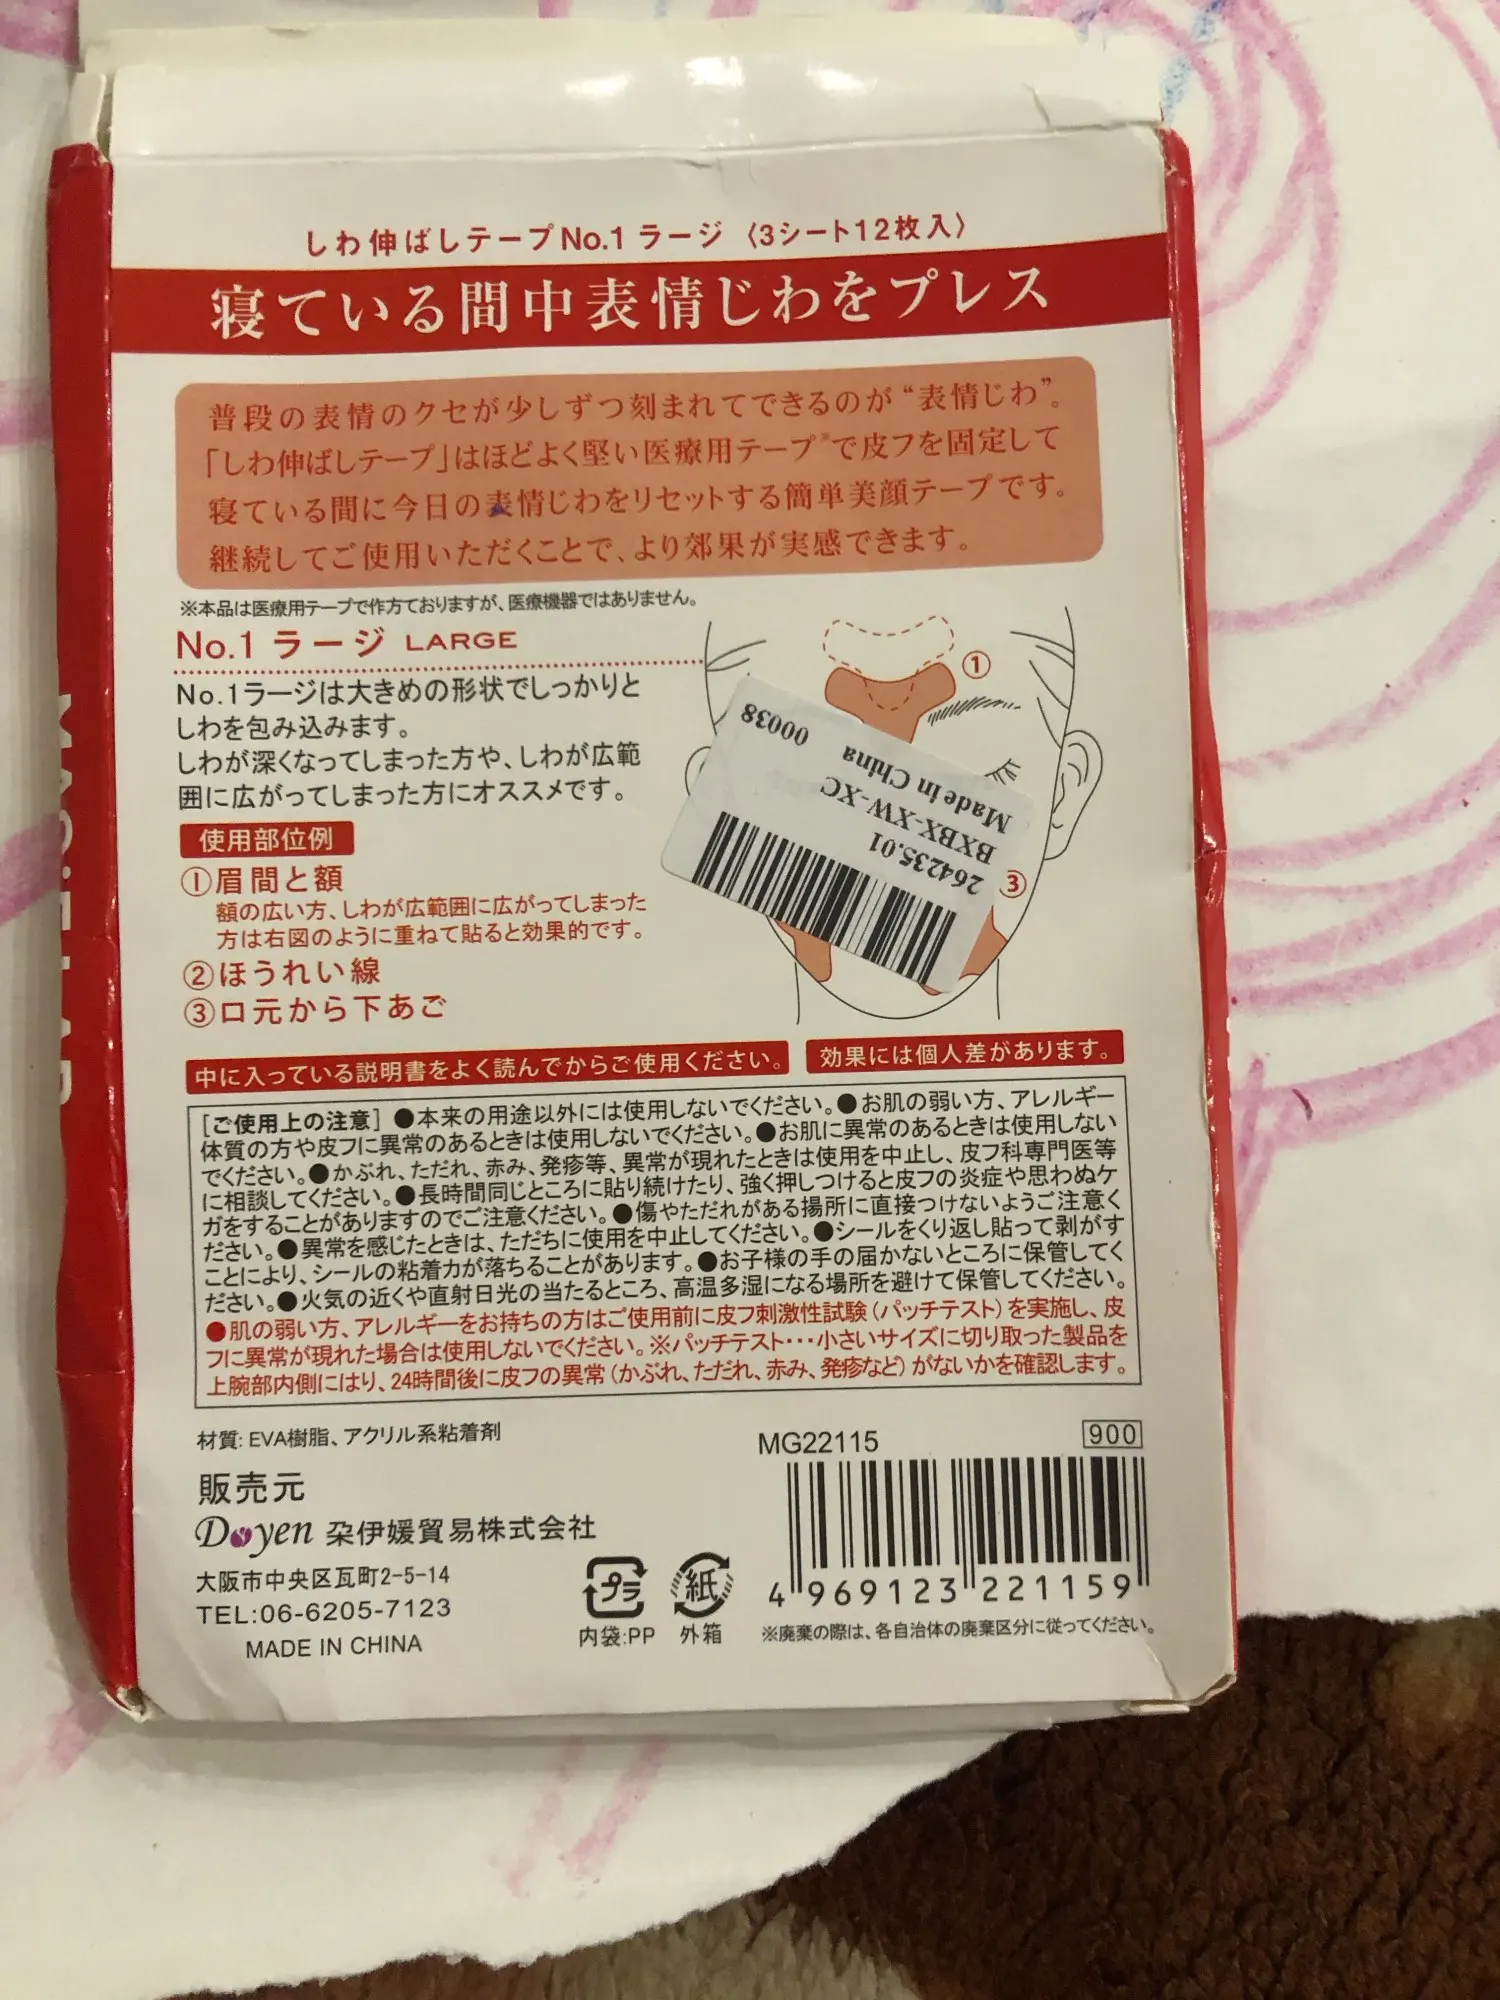 しわ伸ばしテープNo.1 ラージ〈3シート12枚入〉
寝ている間中表情じわをプレス
普段の表情のクセが少しずつ刻まれてできるのが“表情じわ”。
「しわ伸ばしテープ」はほどよく堅い医療用テープ※で皮フを固定して
寝ている間に今日の表情じわをリセットする簡単美顔テープです。
継続してご使用いただくことで、より効果が実感できます。
※本品は医療用テープで作方ておりますが、医療機器ではありません。
No.1 ラージ LARGE
No.1ラージは大きめの形状でしっかりと
しわを包み込みます。
しわが深くなってしまった方や、しわが広範
囲に広がってしまった方にオススメです。
使用部位例
①眉間と額
額の広い方、しわが広範囲に広がってしまった
方は右図のように重ねて貼ると効果的です。
②ほうれい線
③口元から下あご
①
③
264235.01
BXBX-XW-XC
Made in China
00038
中に入っている説明書をよく読んでからご使用ください。
効果には個人差があります。
[ご使用上の注意] ●本来の用途以外には使用しないでください。●お肌の弱い方、アレルギー
体質の方や皮フに異常のあるときは使用しないでください。●お肌に異常のあるときは使用しない
でください。●かぶれ、ただれ、赤み、発疹等、異常が現れたときは使用を中止し、皮フ科専門医等
に相談してください。●長時間同じところに貼り続けたり、強く押しつけると皮フの炎症や思わぬケ
ガをすることがありますのでご注意ください。●傷やただれがある場所に直接つけないようご注意く
ださい。●異常を感じたときは、ただちに使用を中止してください。●シールをくり返し貼って剥がす
ことにより、シールの粘着力が落ちることがあります。●お子様の手の届かないところに保管してく
ださい。●火気の近くや直射日光の当たるところ、高温多湿になる場所を避けて保管してください。
●肌の弱い方、アレルギーをお持ちの方はご使用前に皮フ刺激性試験(パッチテスト)を実施し、皮
フに異常が現れた場合は使用しないでください。※パッチテスト･･･小さいサイズに切り取った製品を
上腕部内側にはり、24時間後に皮フの異常(かぶれ、ただれ、赤み、発疹など)がないかを確認します。
材質: EVA樹脂、アクリル系粘着剤
販売元
Doyen 朶伊媛貿易株式会社
大阪市中央区瓦町2-5-14
TEL:06-6205-7123
MADE IN CHINA
プラ
内袋:PP
紙
外箱
MG22115
900
4 969123 221159
※廃棄の際は、各自治体の廃棄区分に従ってください。